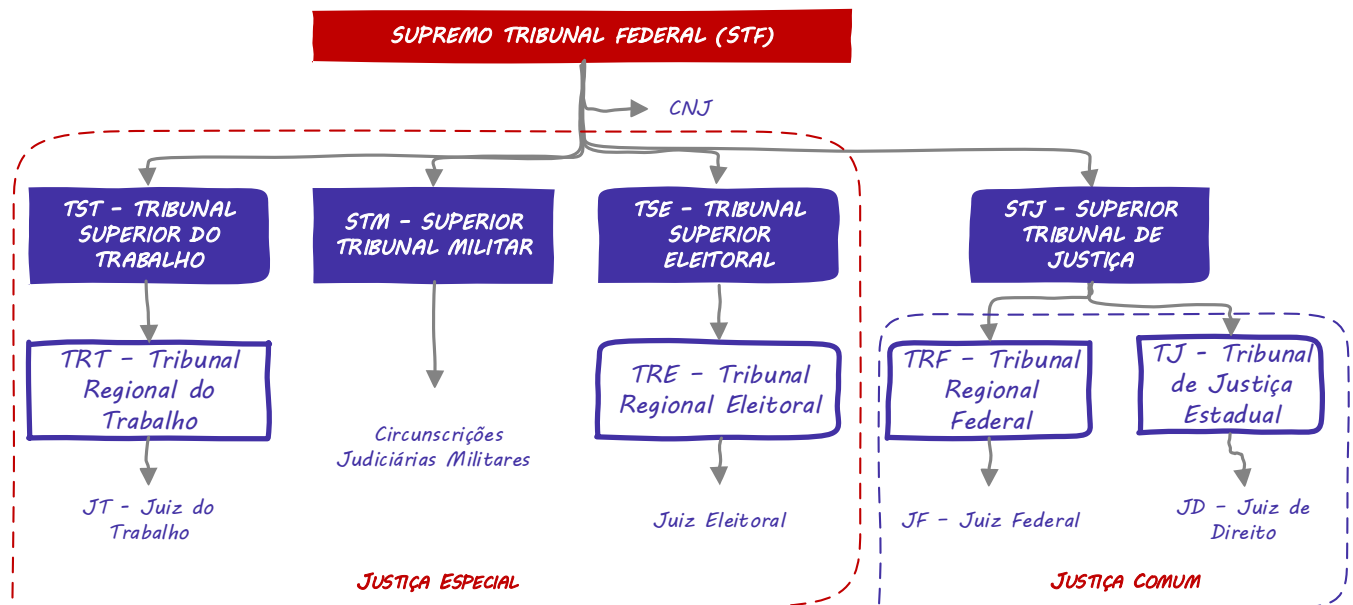 SUPREMO TRIBUNAL FEDERAL (STF)
CNJ
TST - TRIBUNAL
SUPERIOR DO
TRABALHO
STM - SUPERIOR
TRIBUNAL MILITAR
TSE - TRIBUNAL
SUPERIOR
ELEITORAL
STJ - SUPERIOR
TRIBUNAL DE
JUSTIÇA
TRT - Tribunal
Regional do
Trabalho
TRE - Tribunal
Regional Eleitoral
TRF - Tribunal
Regional
Federal
TJ - Tribunal
de Justiça
Estadual
Circunscrições
Judiciárias Militares
JT - Juiz do
Trabalho
Juiz Eleitoral
JF - Juiz Federal
JD - Juiz de
Direito
JUSTIÇA ESPECIAL
JUSTIÇA COMUM